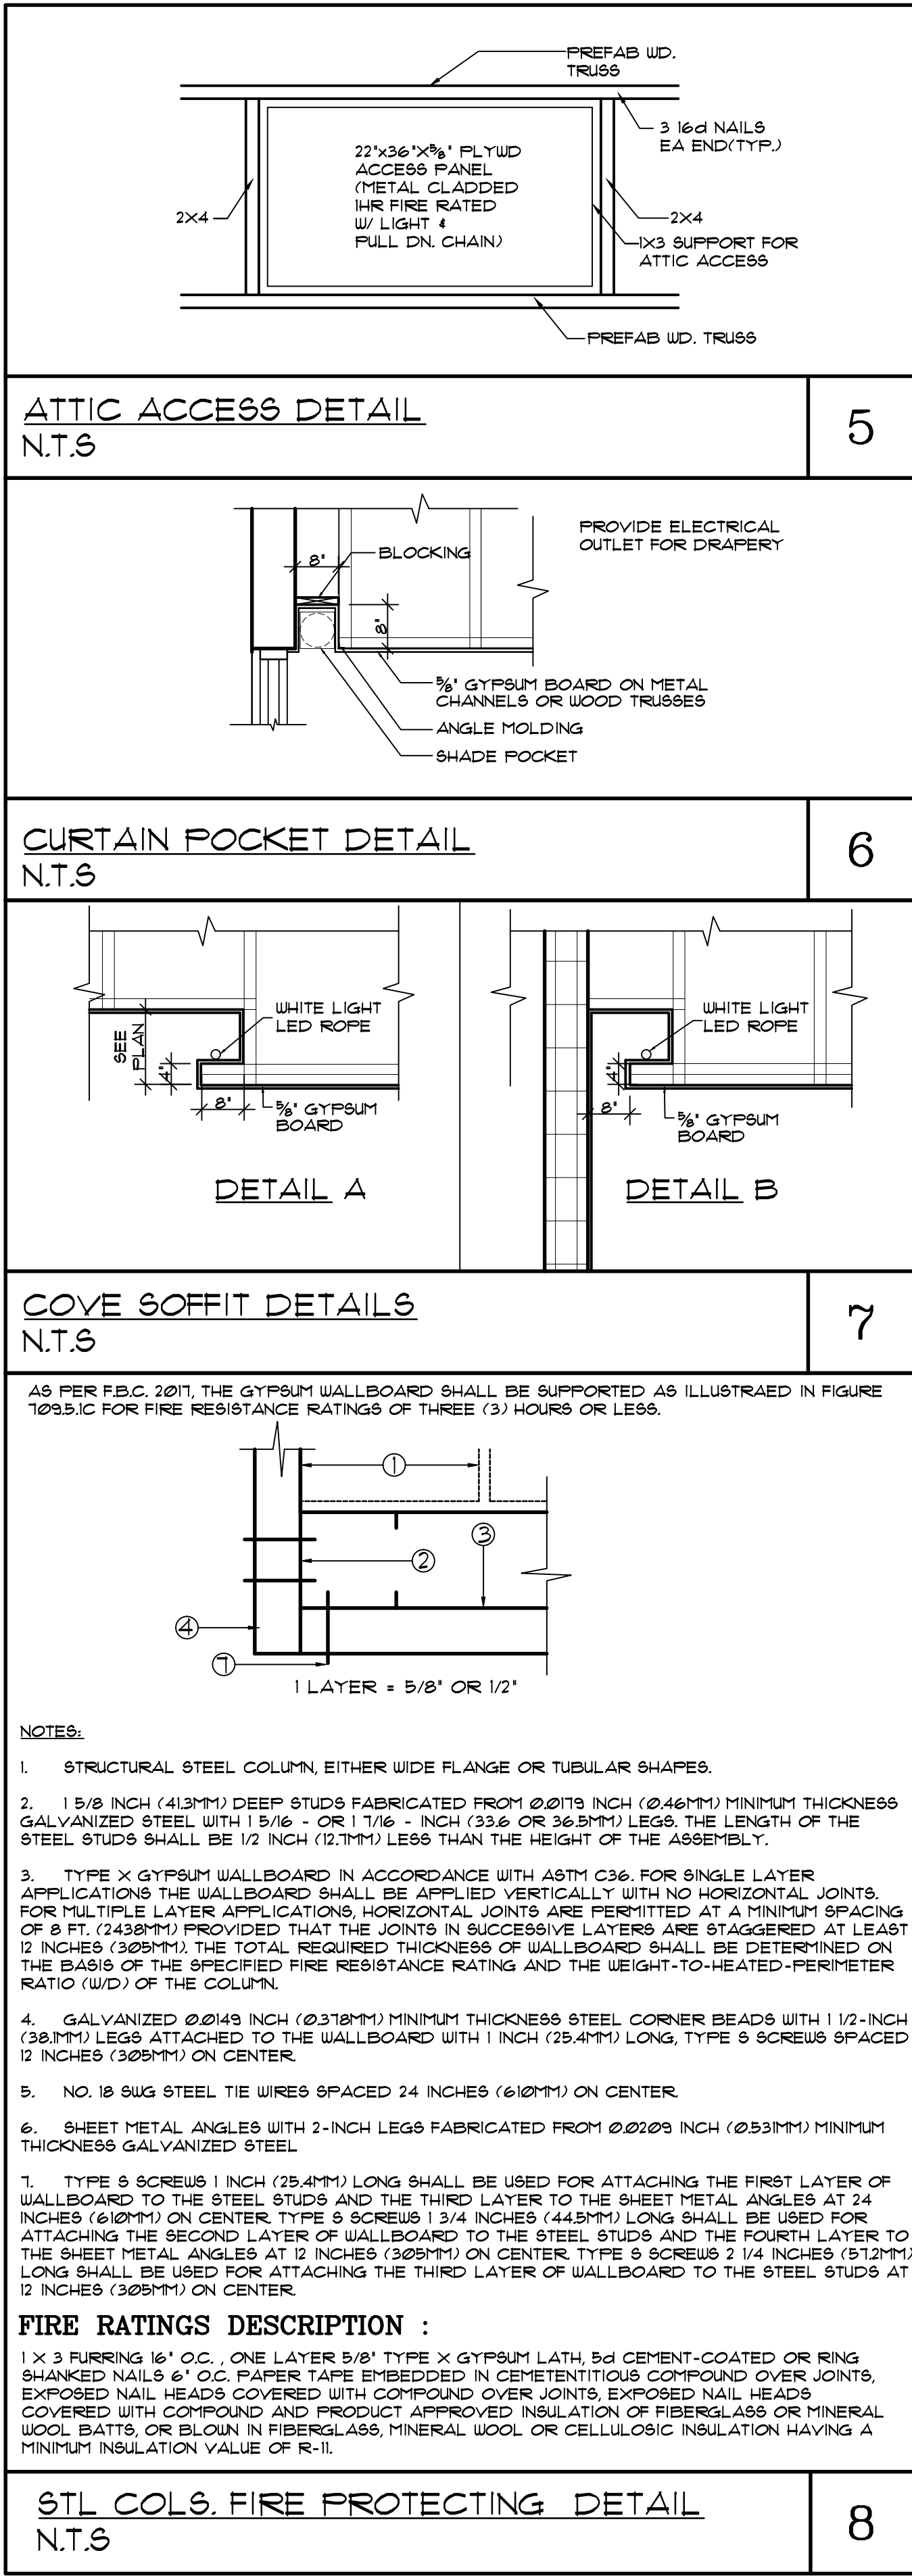 PREFAB WD.
TRUSS
3 16d NAILS
EA END(TYP.)
22"x36"X⅝" PLYWD
ACCESS PANEL
(METAL CLADDED
1HR FIRE RATED
W/ LIGHT &
PULL DN. CHAIN)
2X4
2X4
1X3 SUPPORT FOR
ATTIC ACCESS
PREFAB WD. TRUSS
ATTIC ACCESS DETAIL
N.T.S
5
PROVIDE ELECTRICAL
OUTLET FOR DRAPERY
BLOCKING
8"
8"
⅝" GYPSUM BOARD ON METAL
CHANNELS OR WOOD TRUSSES
ANGLE MOLDING
SHADE POCKET
CURTAIN POCKET DETAIL
N.T.S
6
WHITE LIGHT
LED ROPE
SEE
PLAN
4"
8"
⅝" GYPSUM
BOARD
DETAIL A
WHITE LIGHT
LED ROPE
4"
8"
⅝" GYPSUM
BOARD
DETAIL B
COVE SOFFIT DETAILS
N.T.S
7
AS PER F.B.C. 2017, THE GYPSUM WALLBOARD SHALL BE SUPPORTED AS ILLUSTRAED IN FIGURE
709.5.1C FOR FIRE RESISTANCE RATINGS OF THREE (3) HOURS OR LESS.
1
3
2
4
7
1 LAYER = 5/8" OR 1/2"
NOTES:
1. STRUCTURAL STEEL COLUMN, EITHER WIDE FLANGE OR TUBULAR SHAPES.
2. 1 5/8 INCH (41.3MM) DEEP STUDS FABRICATED FROM 0.0179 INCH (0.46MM) MINIMUM THICKNESS
GALVANIZED STEEL WITH 1 5/16 - OR 1 7/16 - INCH (33.6 OR 36.5MM) LEGS. THE LENGTH OF THE
STEEL STUDS SHALL BE 1/2 INCH (12.7MM) LESS THAN THE HEIGHT OF THE ASSEMBLY.
3. TYPE X GYPSUM WALLBOARD IN ACCORDANCE WITH ASTM C36. FOR SINGLE LAYER
APPLICATIONS THE WALLBOARD SHALL BE APPLIED VERTICALLY WITH NO HORIZONTAL JOINTS.
FOR MULTIPLE LAYER APPLICATIONS, HORIZONTAL JOINTS ARE PERMITTED AT A MINIMUM SPACING
OF 8 FT. (2438MM) PROVIDED THAT THE JOINTS IN SUCCESSIVE LAYERS ARE STAGGERED AT LEAST
12 INCHES (305MM). THE TOTAL REQUIRED THICKNESS OF WALLBOARD SHALL BE DETERMINED ON
THE BASIS OF THE SPECIFIED FIRE RESISTANCE RATING AND THE WEIGHT-TO-HEATED-PERIMETER
RATIO (W/D) OF THE COLUMN.
4. GALVANIZED 0.0149 INCH (0.378MM) MINIMUM THICKNESS STEEL CORNER BEADS WITH 1 1/2-INCH
(38.1MM) LEGS ATTACHED TO THE WALLBOARD WITH 1 INCH (25.4MM) LONG, TYPE S SCREWS SPACED
12 INCHES (305MM) ON CENTER.
5. NO. 18 SWG STEEL TIE WIRES SPACED 24 INCHES (610MM) ON CENTER.
6. SHEET METAL ANGLES WITH 2-INCH LEGS FABRICATED FROM 0.0209 INCH (0.531MM) MINIMUM
THICKNESS GALVANIZED STEEL
7. TYPE S SCREWS 1 INCH (25.4MM) LONG SHALL BE USED FOR ATTACHING THE FIRST LAYER OF
WALLBOARD TO THE STEEL STUDS AND THE THIRD LAYER TO THE SHEET METAL ANGLES AT 24
INCHES (610MM) ON CENTER. TYPE S SCREWS 1 3/4 INCHES (44.5MM) LONG SHALL BE USED FOR
ATTACHING THE SECOND LAYER OF WALLBOARD TO THE STEEL STUDS AND THE FOURTH LAYER TO
THE SHEET METAL ANGLES AT 12 INCHES (305MM) ON CENTER. TYPE S SCREWS 2 1/4 INCHES (57.2MM)
LONG SHALL BE USED FOR ATTACHING THE THIRD LAYER OF WALLBOARD TO THE STEEL STUDS AT
12 INCHES (305MM) ON CENTER.
FIRE RATINGS DESCRIPTION :
1 X 3 FURRING 16" O.C. , ONE LAYER 5/8" TYPE X GYPSUM LATH, 5d CEMENT-COATED OR RING
SHANKED NAILS 6" O.C. PAPER TAPE EMBEDDED IN CEMETENTITIOUS COMPOUND OVER JOINTS,
EXPOSED NAIL HEADS COVERED WITH COMPOUND OVER JOINTS, EXPOSED NAIL HEADS
COVERED WITH COMPOUND AND PRODUCT APPROVED INSULATION OF FIBERGLASS OR MINERAL
WOOL BATTS, OR BLOWN IN FIBERGLASS, MINERAL WOOL OR CELLULOSIC INSULATION HAVING A
MINIMUM INSULATION VALUE OF R-11.
STL COLS. FIRE PROTECTING DETAIL
N.T.S
8